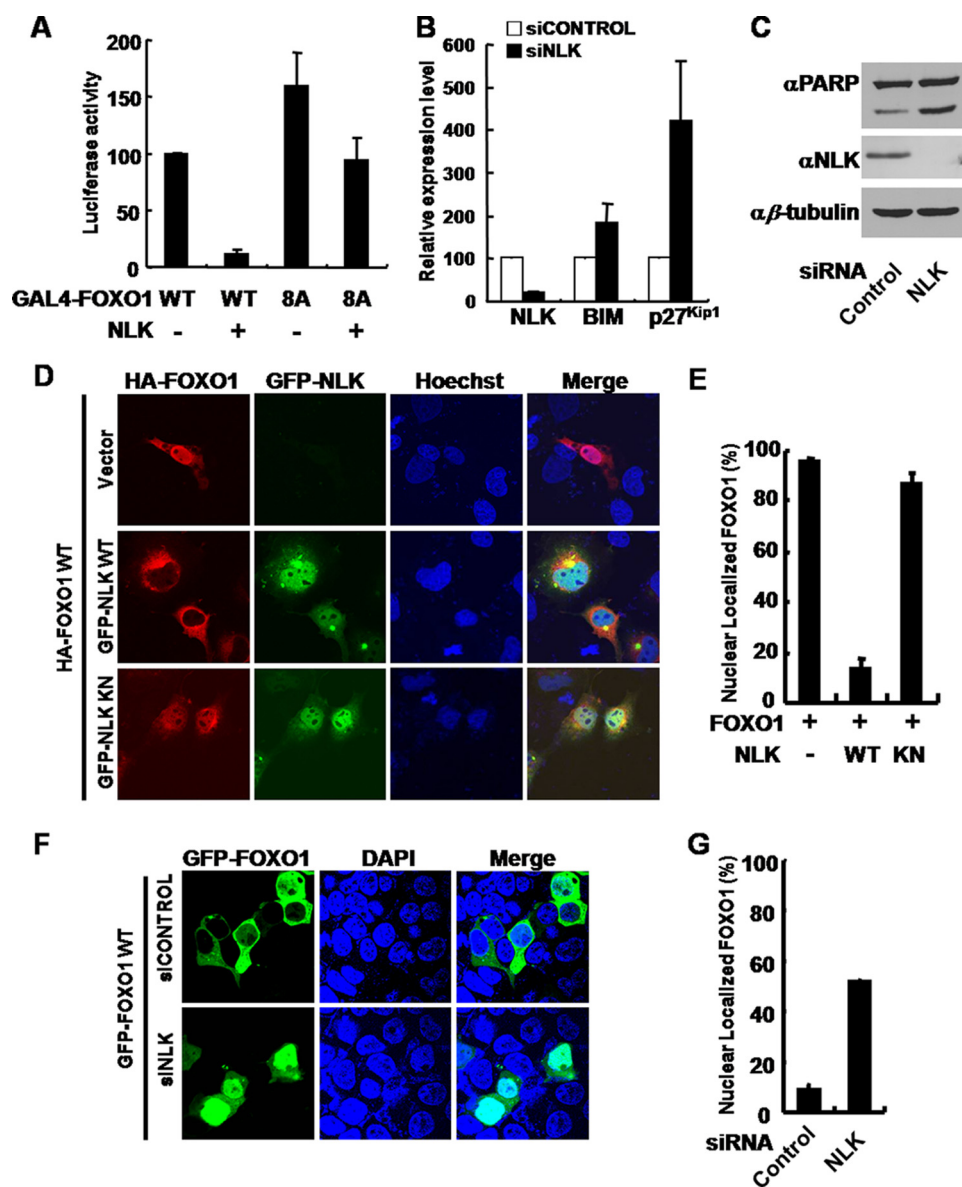 A
Luciferase activity
200
150
100
50
0
GAL4-FOXO1 WT WT 8A 8A
NLK - + - +
B
siCONTROL
siNLK
Relative expression level
600
500
400
300
200
100
0
NLK BIM p27Kip1
C
αPARP
αNLK
αβ-tubulin
siRNA Control NLK
D
HA-FOXO1 GFP-NLK Hoechst Merge
HA-FOXO1 WT
Vector
GFP-NLK WT
GFP-NLK KN
E
Nuclear Localized FOXO1 (%)
100
80
60
40
20
0
FOXO1 + + +
NLK - WT KN
F
GFP-FOXO1 DAPI Merge
GFP-FOXO1 WT
siCONTROL
siNLK
G
Nuclear Localized FOXO1 (%)
100
80
60
40
20
0
siRNA Control NLK